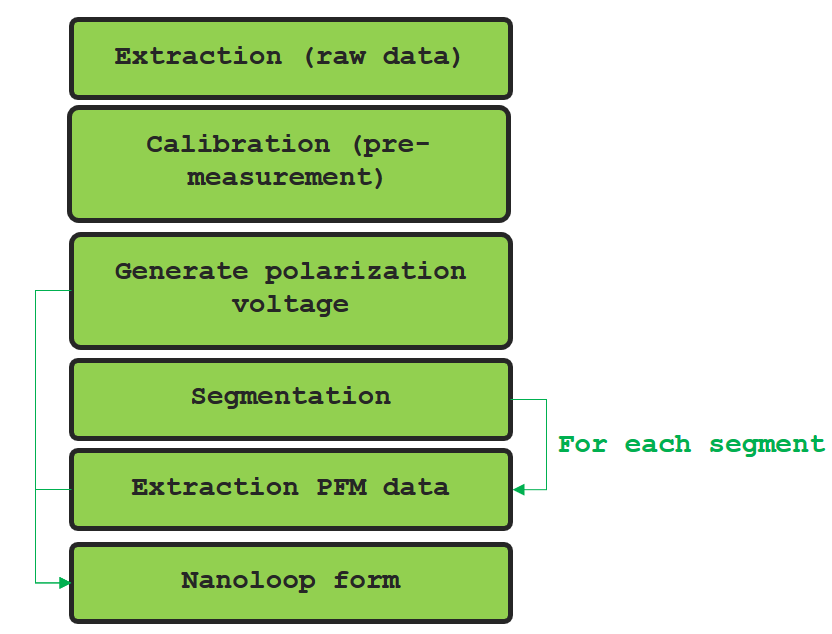 Extraction (raw data)
Calibration (pre-
measurement)
Generate polarization
voltage
Segmentation
For each segment
Extraction PFM data
Nanoloop form